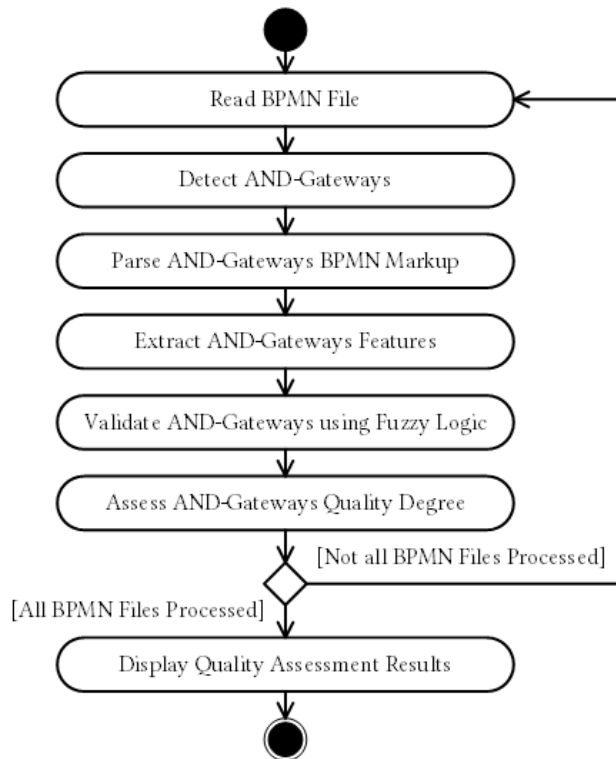 Read BPMN File
Detect AND-Gateways
Parse AND-Gateways BPMN Markup
Extract AND-Gateways Features
Validate AND-Gateways using Fuzzy Logic
Assess AND-Gateways Quality Degree
[Not all BPMN Files Processed]
[All BPMN Files Processed]
Display Quality Assessment Results